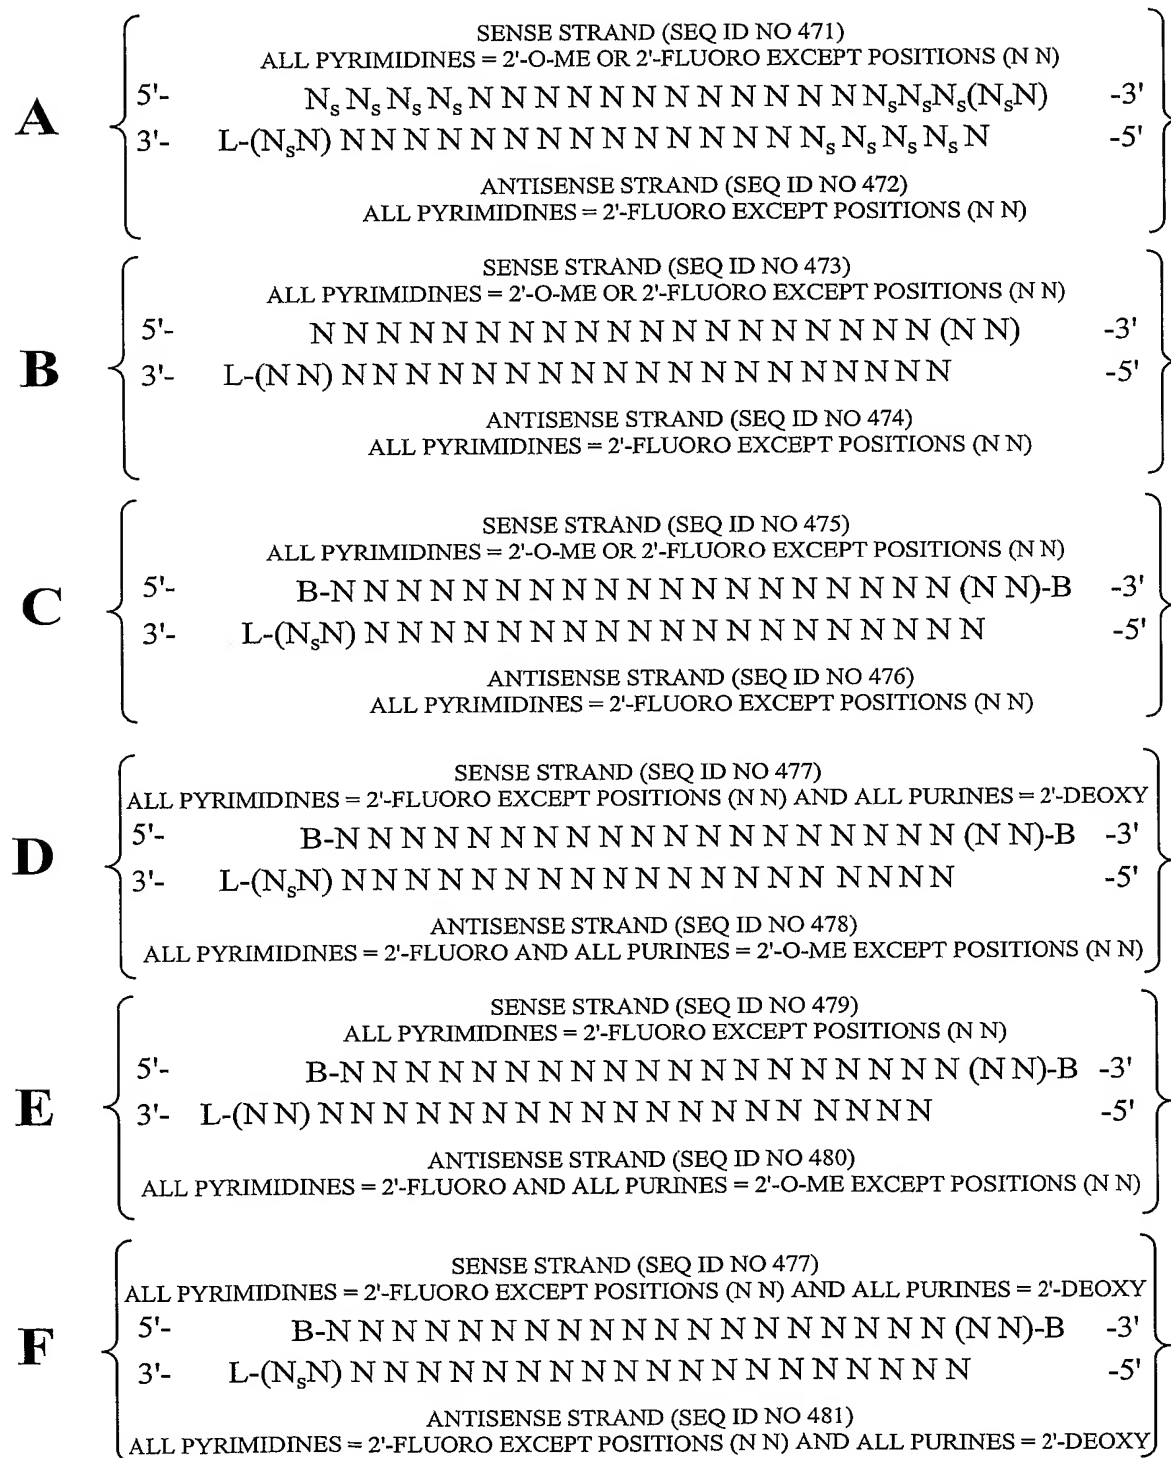 SENSE STRAND (SEQ ID NO 471)
ALL PYRIMIDINES = 2'-O-ME OR 2'-FLUORO EXCEPT POSITIONS (N N)
A
5'- NₛNₛNₛNₛN N N N N N N N N N N N NₛNₛNₛ(NₛN) -3'
3'- L-(NₛN) N N N N N N N N N N N N N N NₛNₛNₛNₛN -5'
ANTISENSE STRAND (SEQ ID NO 472)
ALL PYRIMIDINES = 2'-FLUORO EXCEPT POSITIONS (N N)
SENSE STRAND (SEQ ID NO 473)
ALL PYRIMIDINES = 2'-O-ME OR 2'-FLUORO EXCEPT POSITIONS (N N)
B
5'- N N N N N N N N N N N N N N N N N N N (N N) -3'
3'- L-(N N) N N N N N N N N N N N N N N N N N N N -5'
ANTISENSE STRAND (SEQ ID NO 474)
ALL PYRIMIDINES = 2'-FLUORO EXCEPT POSITIONS (N N)
SENSE STRAND (SEQ ID NO 475)
ALL PYRIMIDINES = 2'-O-ME OR 2'-FLUORO EXCEPT POSITIONS (N N)
C
5'- B-N N N N N N N N N N N N N N N N N N N (N N)-B -3'
3'- L-(NₛN) N N N N N N N N N N N N N N N N N N N -5'
ANTISENSE STRAND (SEQ ID NO 476)
ALL PYRIMIDINES = 2'-FLUORO EXCEPT POSITIONS (N N)
SENSE STRAND (SEQ ID NO 477)
ALL PYRIMIDINES = 2'-FLUORO EXCEPT POSITIONS (N N) AND ALL PURINES = 2'-DEOXY
D
5'- B-N N N N N N N N N N N N N N N N N N N (N N)-B -3'
3'- L-(NₛN) N N N N N N N N N N N N N N N N N N N -5'
ANTISENSE STRAND (SEQ ID NO 478)
ALL PYRIMIDINES = 2'-FLUORO AND ALL PURINES = 2'-O-ME EXCEPT POSITIONS (N N)
SENSE STRAND (SEQ ID NO 479)
ALL PYRIMIDINES = 2'-FLUORO EXCEPT POSITIONS (N N)
E
5'- B-N N N N N N N N N N N N N N N N N N N (N N)-B -3'
3'- L-(N N) N N N N N N N N N N N N N N N N N N N -5'
ANTISENSE STRAND (SEQ ID NO 480)
ALL PYRIMIDINES = 2'-FLUORO AND ALL PURINES = 2'-O-ME EXCEPT POSITIONS (N N)
SENSE STRAND (SEQ ID NO 477)
ALL PYRIMIDINES = 2'-FLUORO EXCEPT POSITIONS (N N) AND ALL PURINES = 2'-DEOXY
F
5'- B-N N N N N N N N N N N N N N N N N N N (N N)-B -3'
3'- L-(NₛN) N N N N N N N N N N N N N N N N N N N -5'
ANTISENSE STRAND (SEQ ID NO 481)
ALL PYRIMIDINES = 2'-FLUORO EXCEPT POSITIONS (N N) AND ALL PURINES = 2'-DEOXY